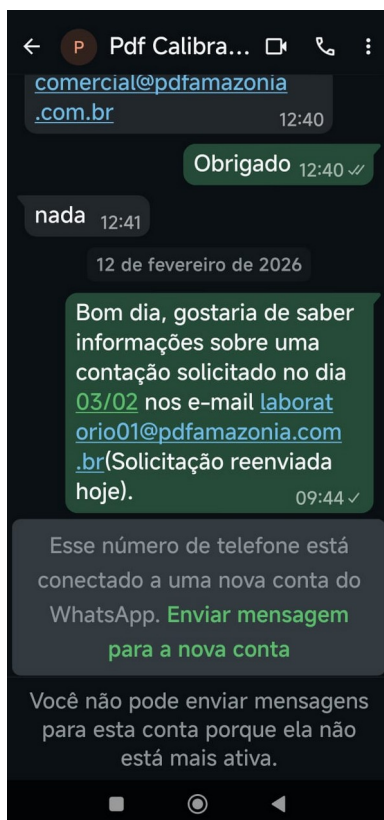 P Pdf Calibra...
comercial@pdfamazonia
.com.br
12:40
Obrigado 12:40
nada 12:41
12 de fevereiro de 2026
Bom dia, gostaria de saber
informações sobre uma
contação solicitado no dia
03/02 nos e-mail laborat
orio01@pdfamazonia.com
.br(Solicitação reenviada
hoje). 09:44
Esse número de telefone está
conectado a uma nova conta do
WhatsApp. Enviar mensagem
para a nova conta
Você não pode enviar mensagens
para esta conta porque ela não
está mais ativa.